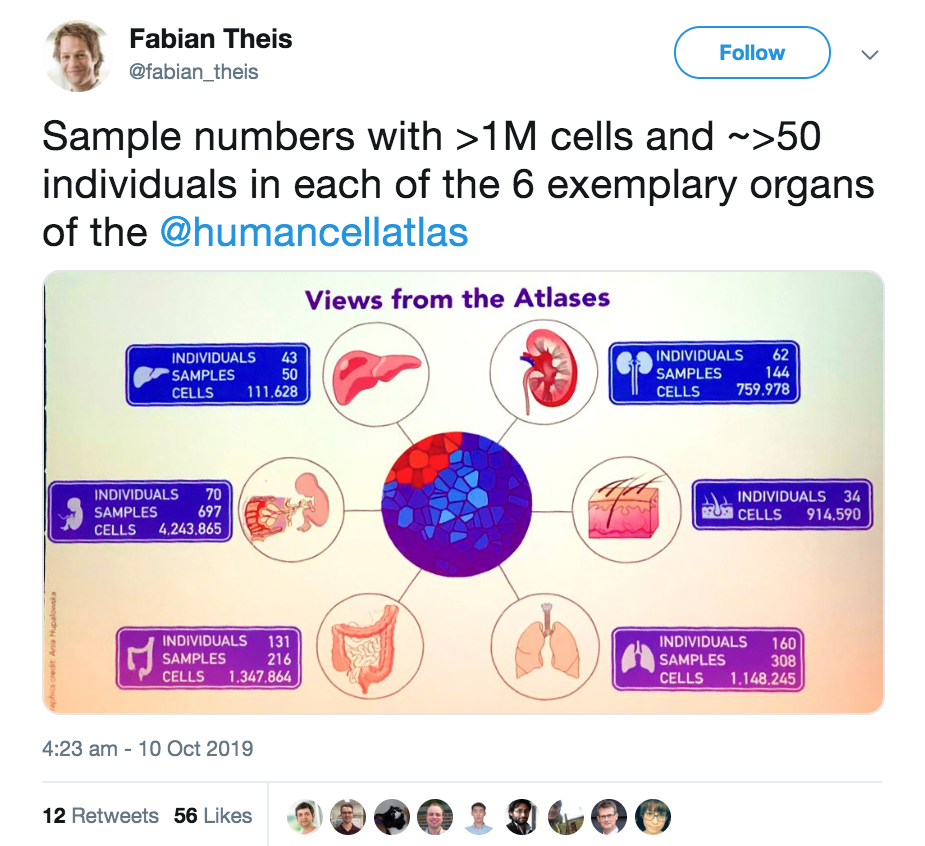 Fabian Theis
@fabian_theis
Follow
Sample numbers with >1M cells and ~>50
individuals in each of the 6 exemplary organs
of the @humancellatlas
Views from the Atlases
INDIVIDUALS 43
SAMPLES 50
CELLS 111,628
INDIVIDUALS 62
SAMPLES 144
CELLS 759,978
INDIVIDUALS 70
SAMPLES 697
CELLS 4,243,865
INDIVIDUALS 34
CELLS 914,590
INDIVIDUALS 131
SAMPLES 216
CELLS 1,347,864
INDIVIDUALS 160
SAMPLES 308
CELLS 1,148,245
credit: Ania Hupalowska
4:23 am - 10 Oct 2019
12 Retweets 56 Likes